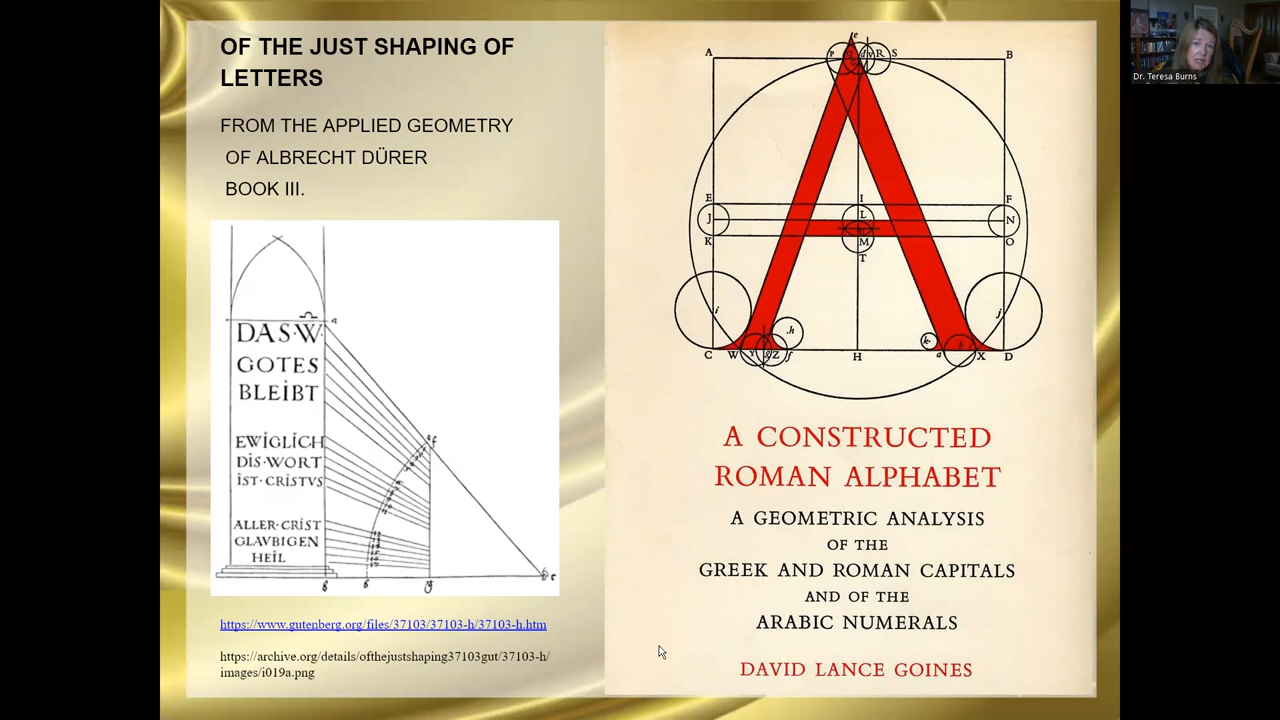 OF THE JUST SHAPING OF
LETTERS
FROM THE APPLIED GEOMETRY
OF ALBRECHT DÜRER
BOOK III.
DAS·W
GOTES
BLEIBT
EWIGLICH
DIS·WORT
IST·CRISTVS
ALLER·CRIST
GLAVBIGEN
HEIL
https://www.gutenberg.org/files/37103/37103-h/37103-h.htm
https://archive.org/details/ofthejustshaping37103gut/37103-h/
images/i019a.png
e
A P R S B
E I F
J L N
K M O
T
i j
h
k
C W Y Z f H a X D
A CONSTRUCTED
ROMAN ALPHABET
A GEOMETRIC ANALYSIS
OF THE
GREEK AND ROMAN CAPITALS
AND OF THE
ARABIC NUMERALS
DAVID LANCE GOINES
Dr. Teresa Burns